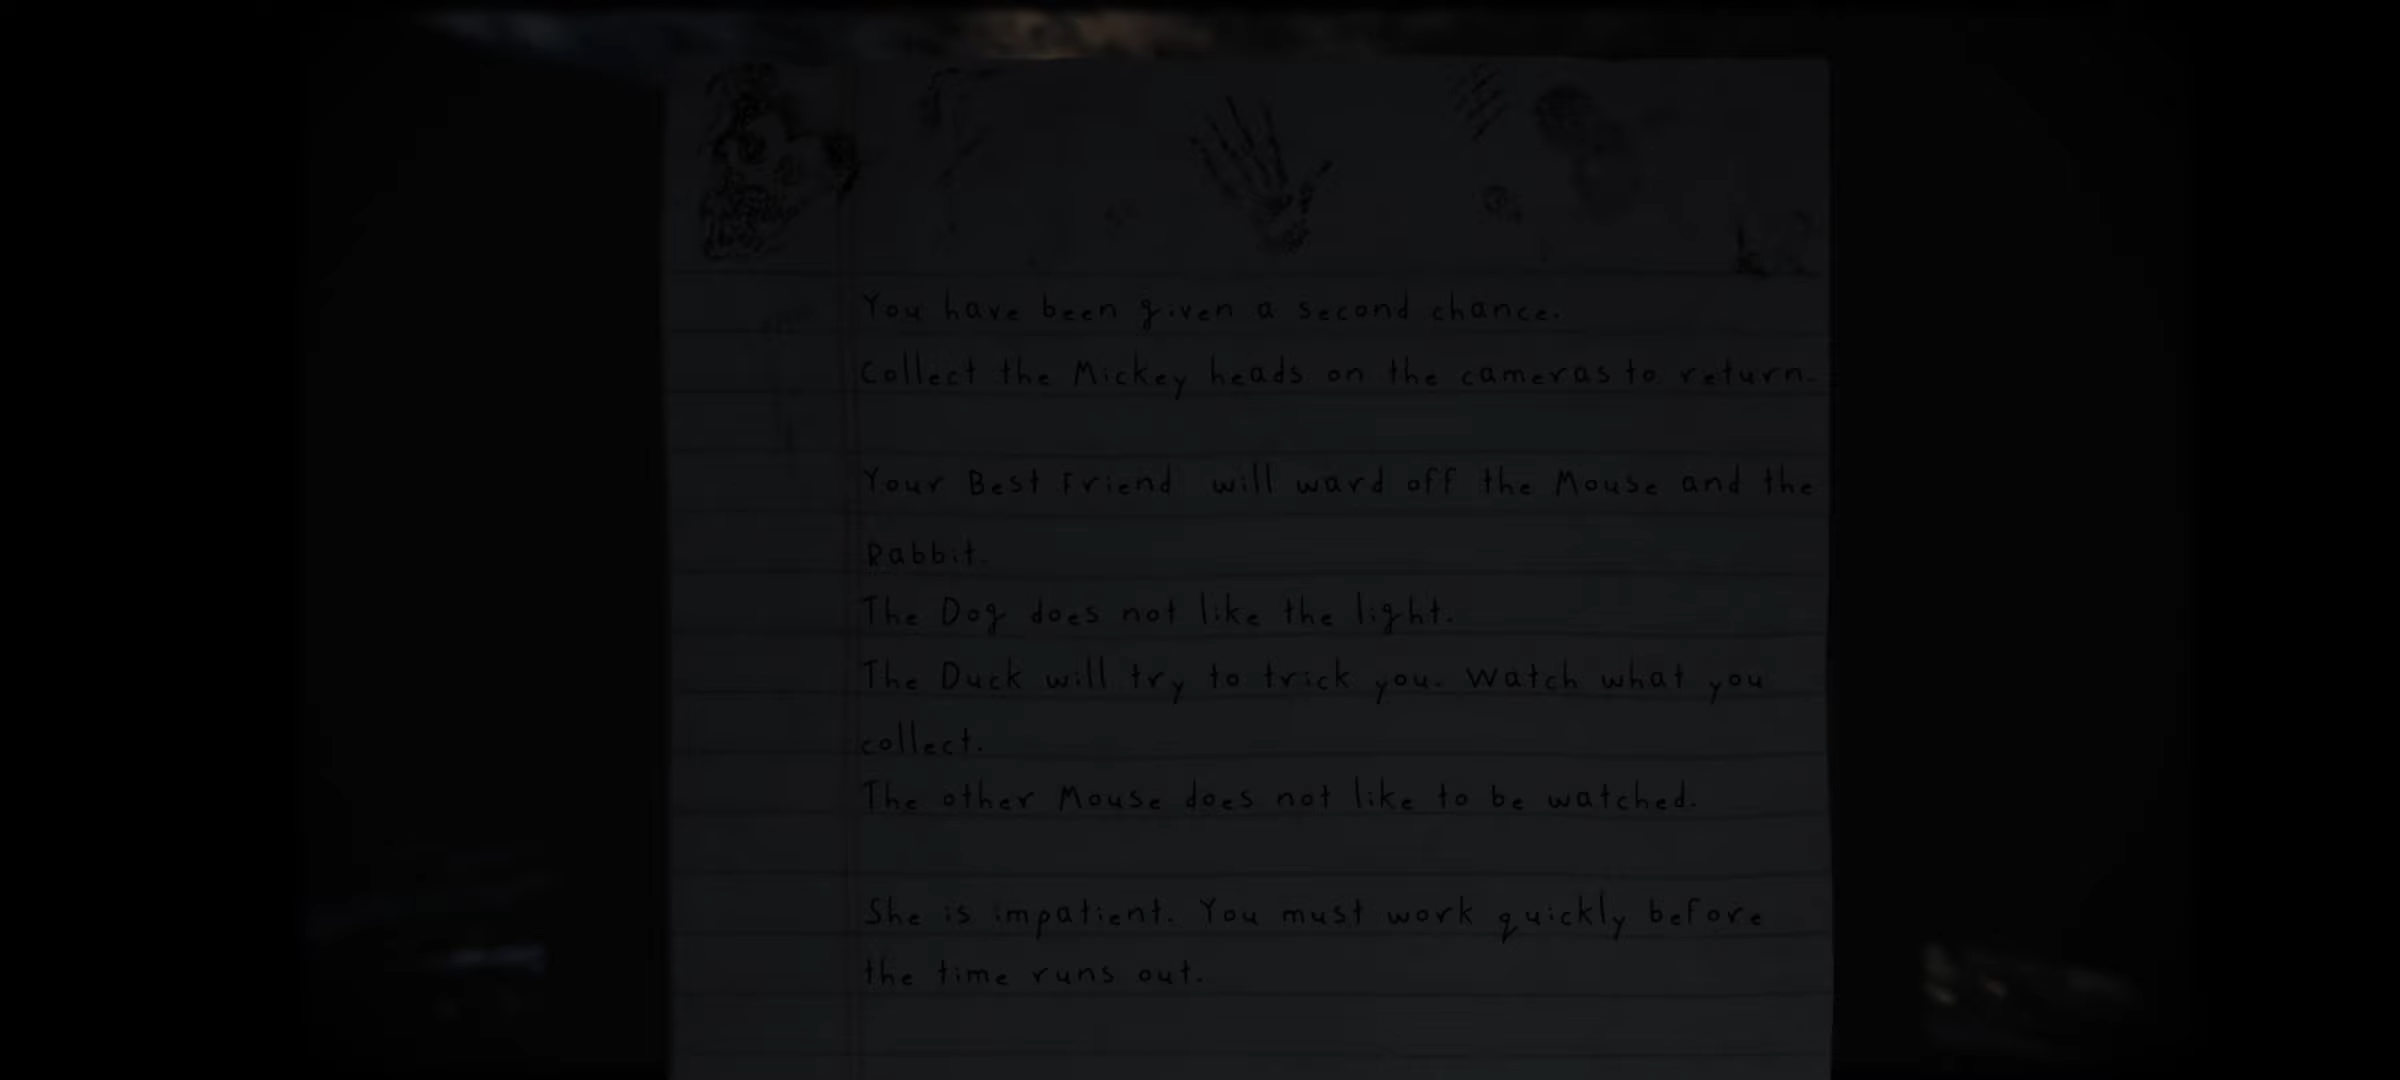 You have been given a second chance.
Collect the Mickey heads on the cameras to return.
Your Best Friend will ward off the Mouse and the
Rabbit.
The Dog does not like the light.
The Duck will try to trick you. Watch what you
collect.
The other Mouse does not like to be watched.
She is impatient. You must work quickly before
the time runs out.